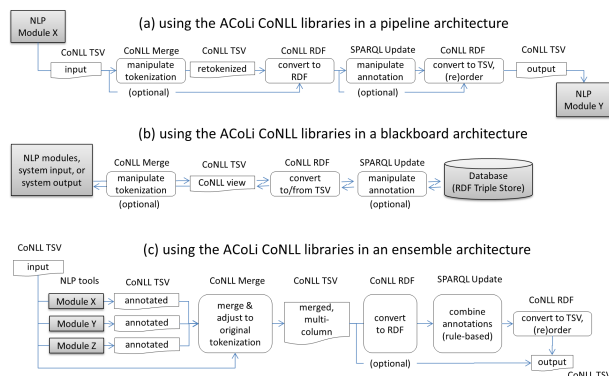 (a) using the ACoLi CoNLL libraries in a pipeline architecture
NLP
Module X
CoNLL TSV
input
CoNLL Merge
manipulate
tokenization
(optional)
CoNLL TSV
retokenized
CoNLL RDF
convert to
RDF
SPARQL Update
manipulate
annotation
(optional)
CoNLL RDF
convert to TSV,
(re)order
CoNLL TSV
output
NLP
Module Y
(b) using the ACoLi CoNLL libraries in a blackboard architecture
NLP modules,
system input, or
system output
CoNLL Merge
manipulate
tokenization
(optional)
CoNLL TSV
CoNLL view
CoNLL RDF
convert
to/from TSV
SPARQL Update
manipulate
annotation
(optional)
Database
(RDF Triple Store)
(c) using the ACoLi CoNLL libraries in an ensemble architecture
CoNLL TSV
input
NLP tools
Module X
Module Y
Module Z
CoNLL TSV
annotated
annotated
annotated
CoNLL Merge
merge &
adjust to
original
tokenization
CoNLL TSV
merged,
multi-
column
CoNLL RDF
convert
to RDF
(optional)
SPARQL Update
combine
annotations
(rule-based)
CoNLL RDF
convert to TSV,
(re)order
output
CoNLL TSV